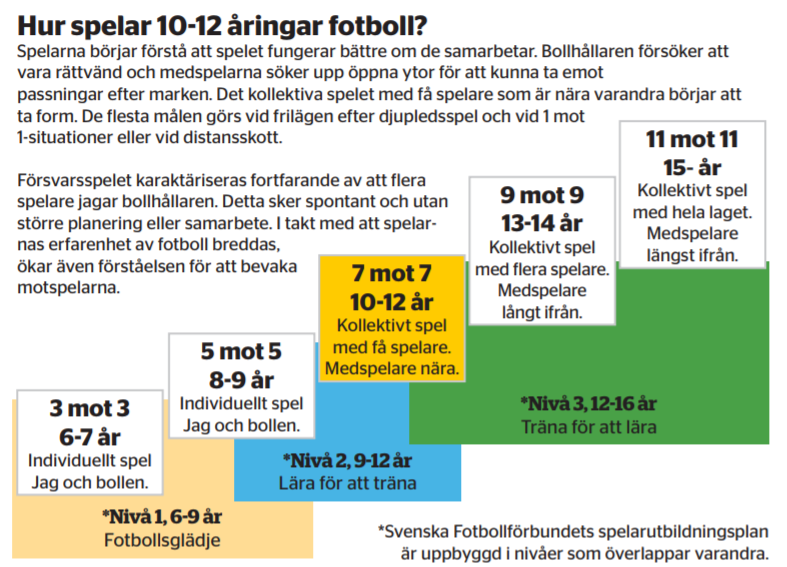 Hur spelar 10-12 åringar fotboll?
Spelarna börjar förstå att spelet fungerar bättre om de samarbetar. Bollhållaren försöker att
vara rättvänd och medspelarna söker upp öppna ytor för att kunna ta emot
passningar efter marken. Det kollektiva spelet med få spelare som är nära varandra börjar att
ta form. De flesta målen görs vid frilägen efter djupledsspel och vid 1 mot
1-situationer eller vid distansskott.
Försvarsspelet karaktäriseras fortfarande av att flera
spelare jagar bollhållaren. Detta sker spontant och utan
större planering eller samarbete. I takt med att spelar-
nas erfarenhet av fotboll breddas,
ökar även förståelsen för att bevaka
motspelarna.
11 mot 11
15- år
Kollektivt spel
med hela laget.
Medspelare
längst ifrån.
9 mot 9
13-14 år
Kollektivt spel
med flera spelare.
Medspelare
långt ifrån.
7 mot 7
10-12 år
Kollektivt spel
med få spelare.
Medspelare nära.
5 mot 5
8-9 år
Individuellt spel
Jag och bollen.
3 mot 3
6-7 år
Individuellt spel
Jag och bollen.
*Nivå 3, 12-16 år
Träna för att lära
*Nivå 2, 9-12 år
Lära för att träna
*Nivå 1, 6-9 år
Fotbollsglädje
*Svenska Fotbollförbundets spelarutbildningsplan
är uppbyggd i nivåer som överlappar varandra.